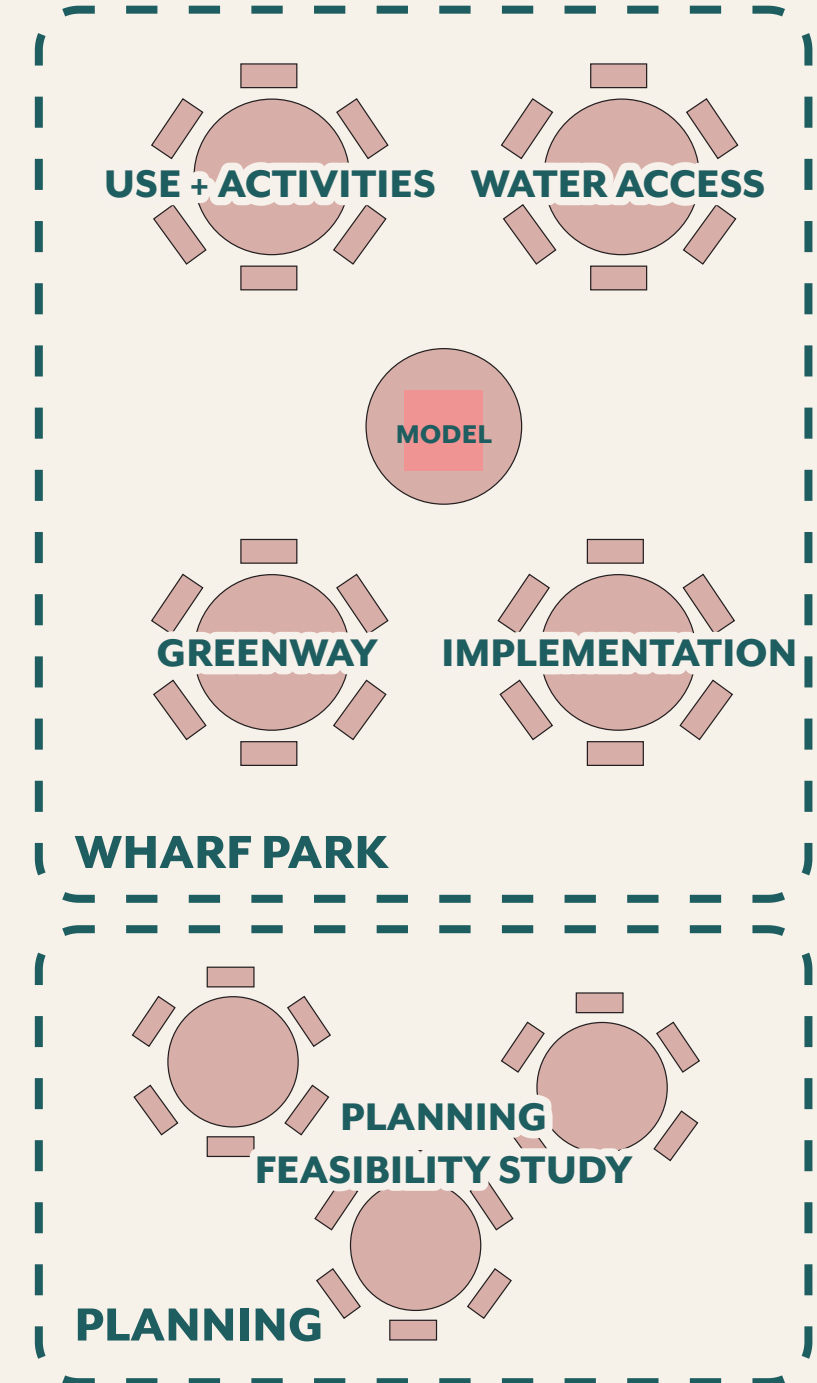 USE + ACTIVITIES
WATER ACCESS
MODEL
GREENWAY
IMPLEMENTATION
WHARF PARK
PLANNING
FEASIBILITY STUDY
PLANNING